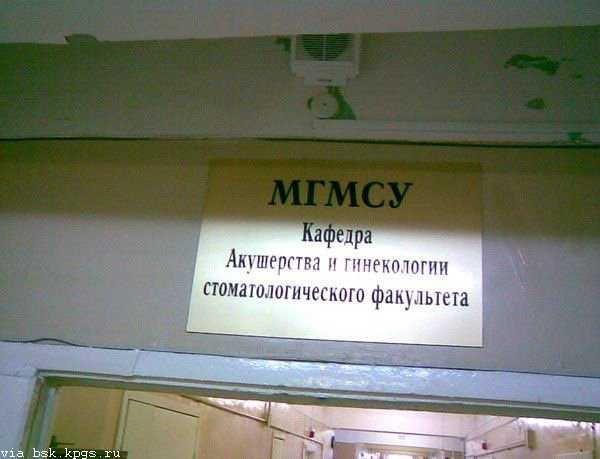 МГМСУ
Кафедра
Акушерства и гинекологии
стоматологического факультета
via bsk.kpgs.ru